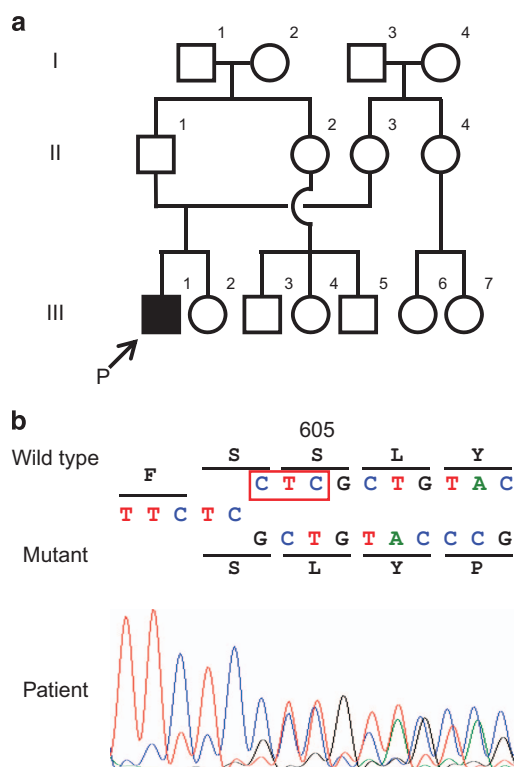 a
1 2 3 4
I
1 2 3 4
II
1 2 3 4 5 6 7
III
P
b
605
S S L Y
Wild type
F
C T C G C T G T A C
T T C T C
G C T G T A C C C G
Mutant
S L Y P
Patient